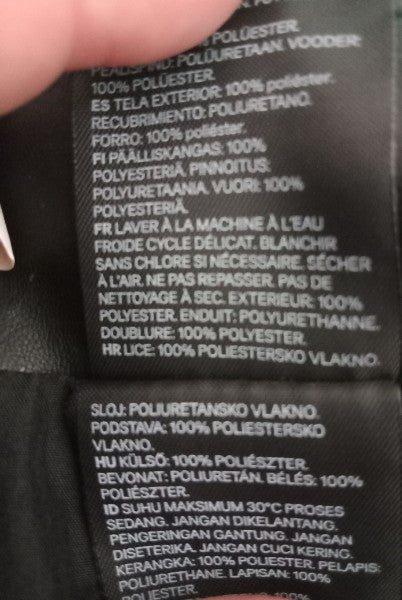 POLÜESTER.
PEALISPIND: POLÜURETAAN. VOODER:
100% POLÜESTER.
ES TELA EXTERIOR: 100% poliéster.
RECUBRIMIENTO: POLIURETANO.
FORRO: 100% poliéster.
FI PÄÄLLISKANGAS: 100%
POLYESTERIÄ. PINNOITUS:
POLYURETAANIA. VUORI: 100%
POLYESTERIÄ.
FR LAVER À LA MACHINE À L'EAU
FROIDE CYCLE DÉLICAT. BLANCHIR
SANS CHLORE SI NÉCESSAIRE. SÉCHER
À L'AIR. NE PAS REPASSER. PAS DE
NETTOYAGE À SEC. EXTERIEUR: 100%
POLYESTER. ENDUIT: POLYURETHANNE.
DOUBLURE: 100% POLYESTER.
HR LICE: 100% POLIESTERSKO VLAKNO.
SLOJ: POLIURETANSKO VLAKNO.
PODSTAVA: 100% POLIESTERSKO
VLAKNO.
HU KÜLSŐ: 100% POLIÉSZTER.
BEVONAT: POLIURETÁN. BÉLÉS: 100%
POLIÉSZTER.
ID SUHU MAKSIMUM 30°C PROSES
SEDANG. JANGAN DIKELANTANG.
PENGERINGAN GANTUNG. JANGAN
DISETERIKA. JANGAN CUCI KERING.
KERANGKA: 100% POLIESTER. PELAPIS:
POLIURETHANE. LAPISAN: 100%
POLIESTER.